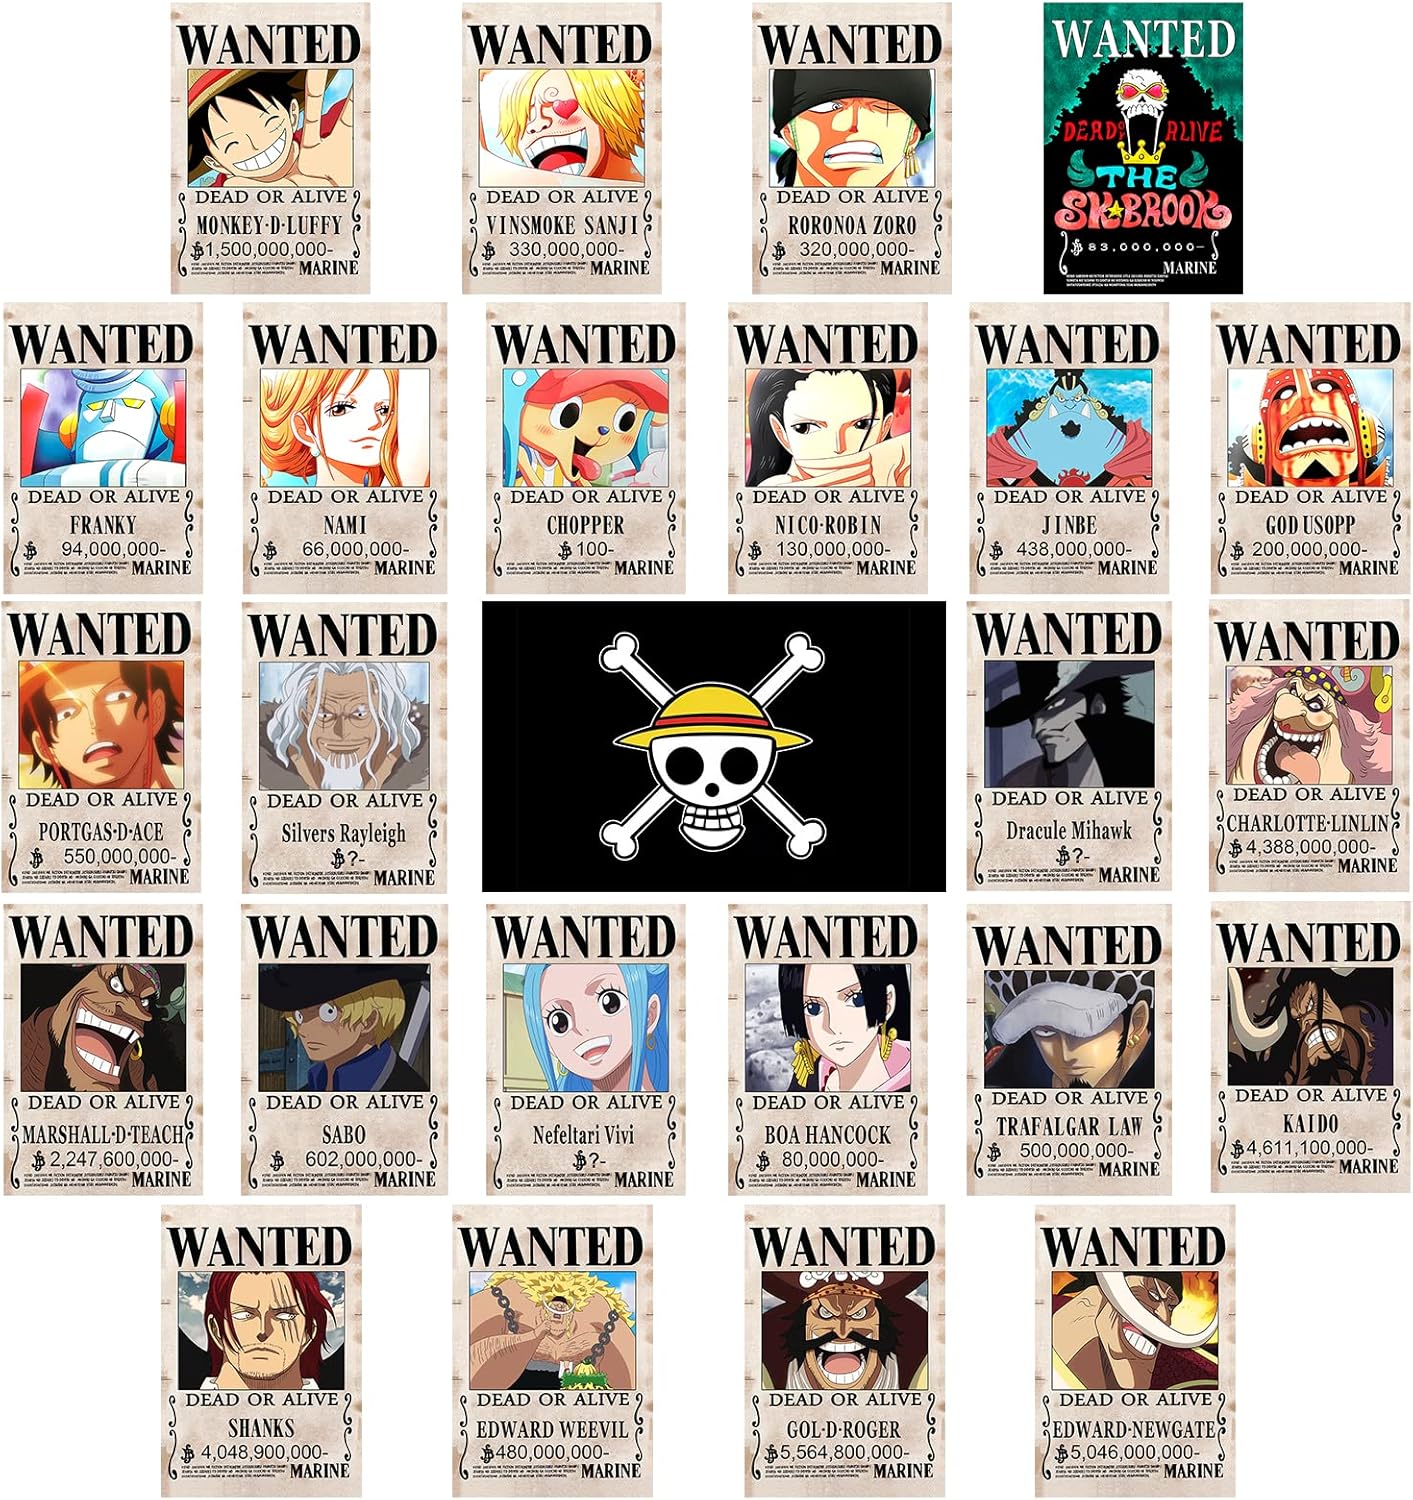 WANTED
DEAD OR ALIVE
MONKEY·D·LUFFY
1,500,000,000-
MARINE
WANTED
DEAD OR ALIVE
VINSMOKE SANJI
330,000,000-
MARINE
WANTED
DEAD OR ALIVE
RORONOA ZORO
320,000,000-
MARINE
WANTED
DEAD OR ALIVE
THE
SK★BROOK
83,000,000-
MARINE
WANTED
DEAD OR ALIVE
FRANKY
94,000,000-
MARINE
WANTED
DEAD OR ALIVE
NAMI
66,000,000-
MARINE
WANTED
DEAD OR ALIVE
CHOPPER
100-
MARINE
WANTED
DEAD OR ALIVE
NICO·ROBIN
130,000,000-
MARINE
WANTED
DEAD OR ALIVE
JINBE
438,000,000-
MARINE
WANTED
DEAD OR ALIVE
GOD USOPP
200,000,000-
MARINE
WANTED
DEAD OR ALIVE
PORTGAS·D·ACE
550,000,000-
MARINE
WANTED
DEAD OR ALIVE
Silvers Rayleigh
?-
MARINE
WANTED
DEAD OR ALIVE
Dracule Mihawk
?-
MARINE
WANTED
DEAD OR ALIVE
CHARLOTTE·LINLIN
4,388,000,000-
MARINE
WANTED
DEAD OR ALIVE
MARSHALL·D·TEACH
2,247,600,000-
MARINE
WANTED
DEAD OR ALIVE
SABO
602,000,000-
MARINE
WANTED
DEAD OR ALIVE
Nefeltari Vivi
?-
MARINE
WANTED
DEAD OR ALIVE
BOA HANCOCK
80,000,000-
MARINE
WANTED
DEAD OR ALIVE
TRAFALGAR LAW
500,000,000-
MARINE
WANTED
DEAD OR ALIVE
KAIDO
4,611,100,000-
MARINE
WANTED
DEAD OR ALIVE
SHANKS
4,048,900,000-
MARINE
WANTED
DEAD OR ALIVE
EDWARD WEEVIL
480,000,000-
MARINE
WANTED
DEAD OR ALIVE
GOL·D·ROGER
5,564,800,000-
MARINE
WANTED
DEAD OR ALIVE
EDWARD·NEWGATE
5,046,000,000-
MARINE